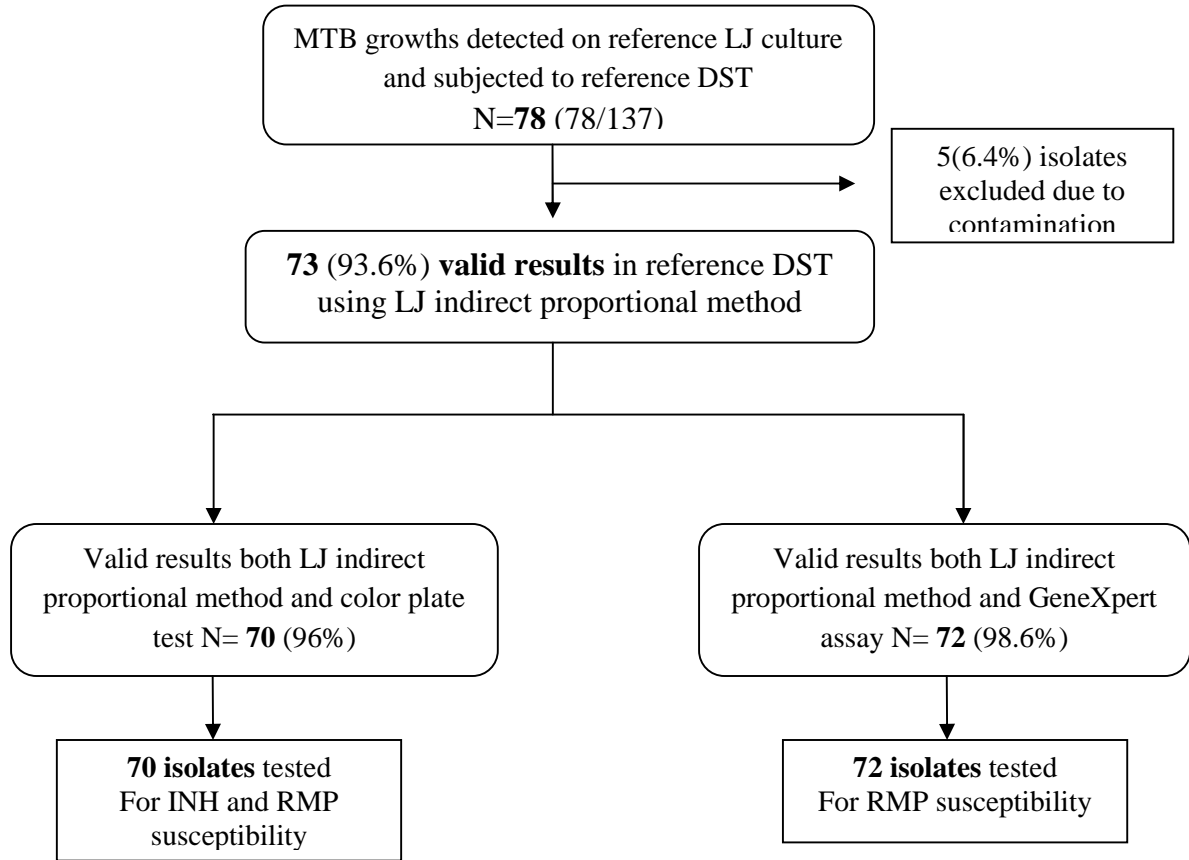 MTB growths detected on reference LJ culture
and subjected to reference DST
N=78 (78/137)
5(6.4%) isolates
excluded due to
contamination
73 (93.6%) valid results in reference DST
using LJ indirect proportional method
Valid results both LJ indirect
proportional method and color plate
test N= 70 (96%)
Valid results both LJ indirect
proportional method and GeneXpert
assay N= 72 (98.6%)
70 isolates tested
For INH and RMP
susceptibility
72 isolates tested
For RMP susceptibility